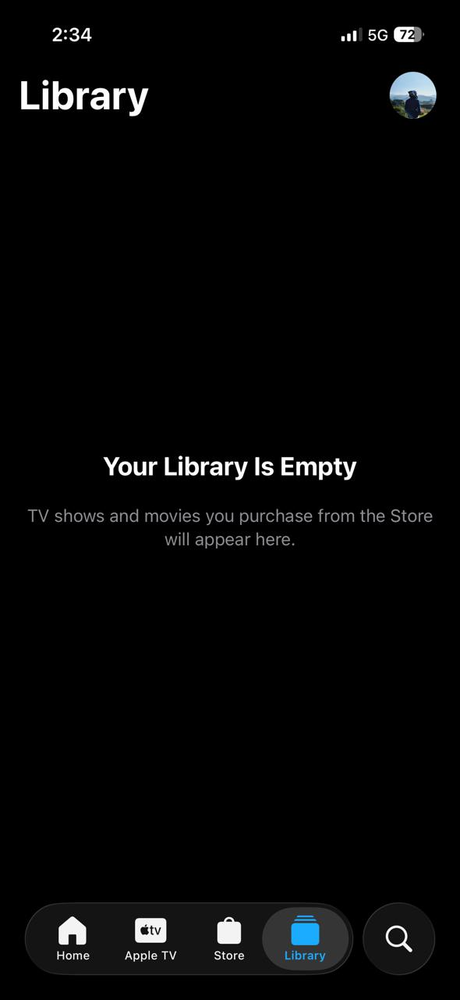 2:34
5G
72
Library
Your Library Is Empty
TV shows and movies you purchase from the Store
will appear here.
tv
Home
Apple TV
Store
Library